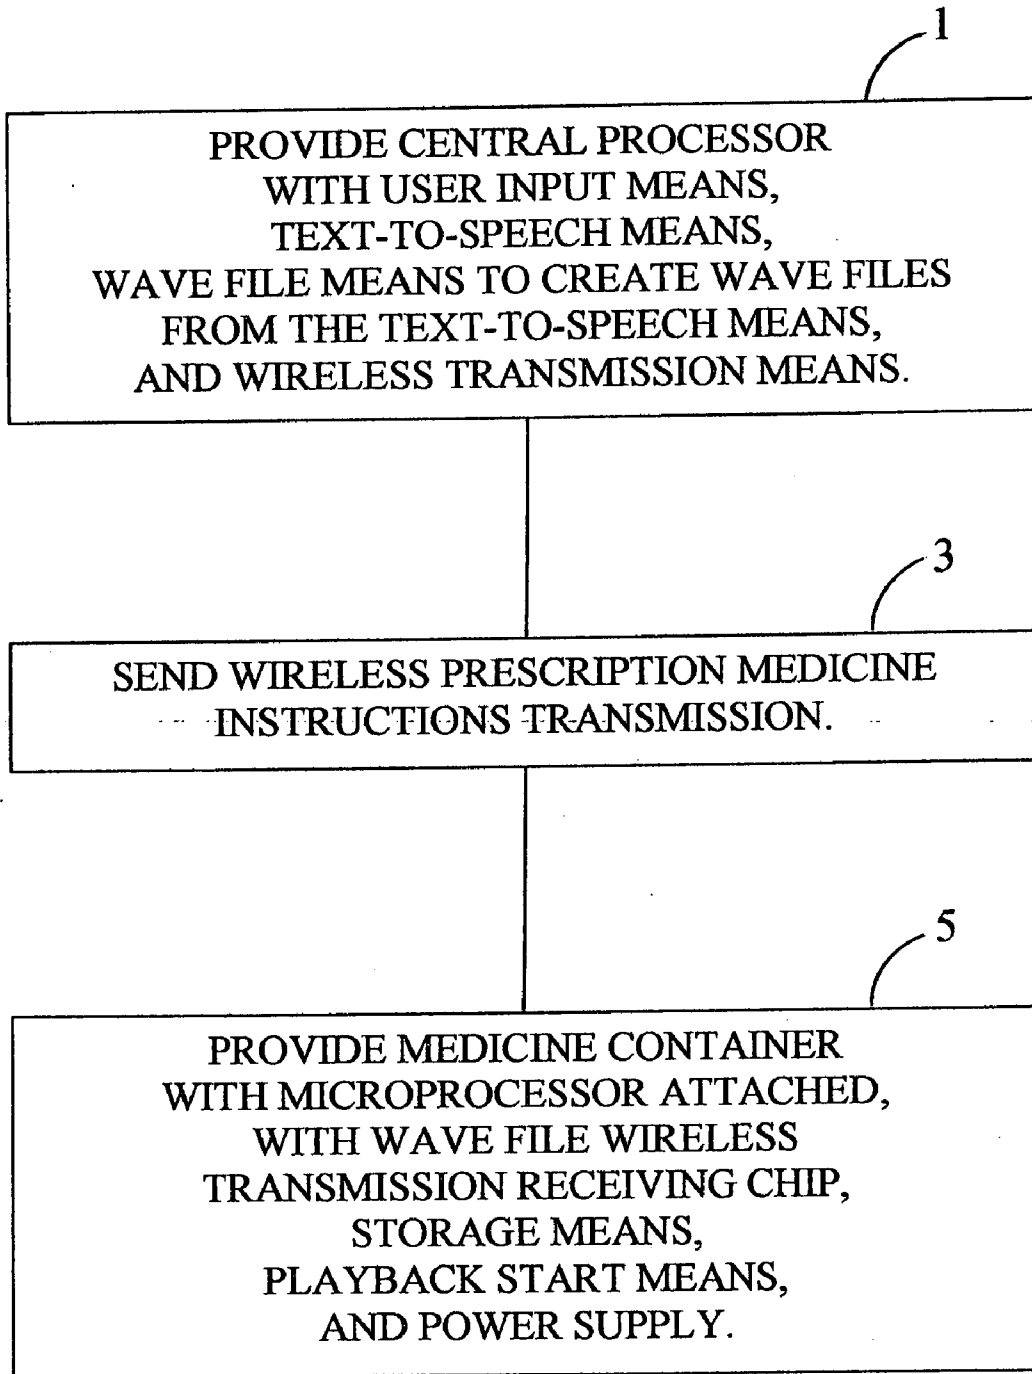 1
PROVIDE CENTRAL PROCESSOR
WITH USER INPUT MEANS,
TEXT-TO-SPEECH MEANS,
WAVE FILE MEANS TO CREATE WAVE FILES
FROM THE TEXT-TO-SPEECH MEANS,
AND WIRELESS TRANSMISSION MEANS.
3
SEND WIRELESS PRESCRIPTION MEDICINE
INSTRUCTIONS TRANSMISSION.
5
PROVIDE MEDICINE CONTAINER
WITH MICROPROCESSOR ATTACHED,
WITH WAVE FILE WIRELESS
TRANSMISSION RECEIVING CHIP,
STORAGE MEANS,
PLAYBACK START MEANS,
AND POWER SUPPLY.